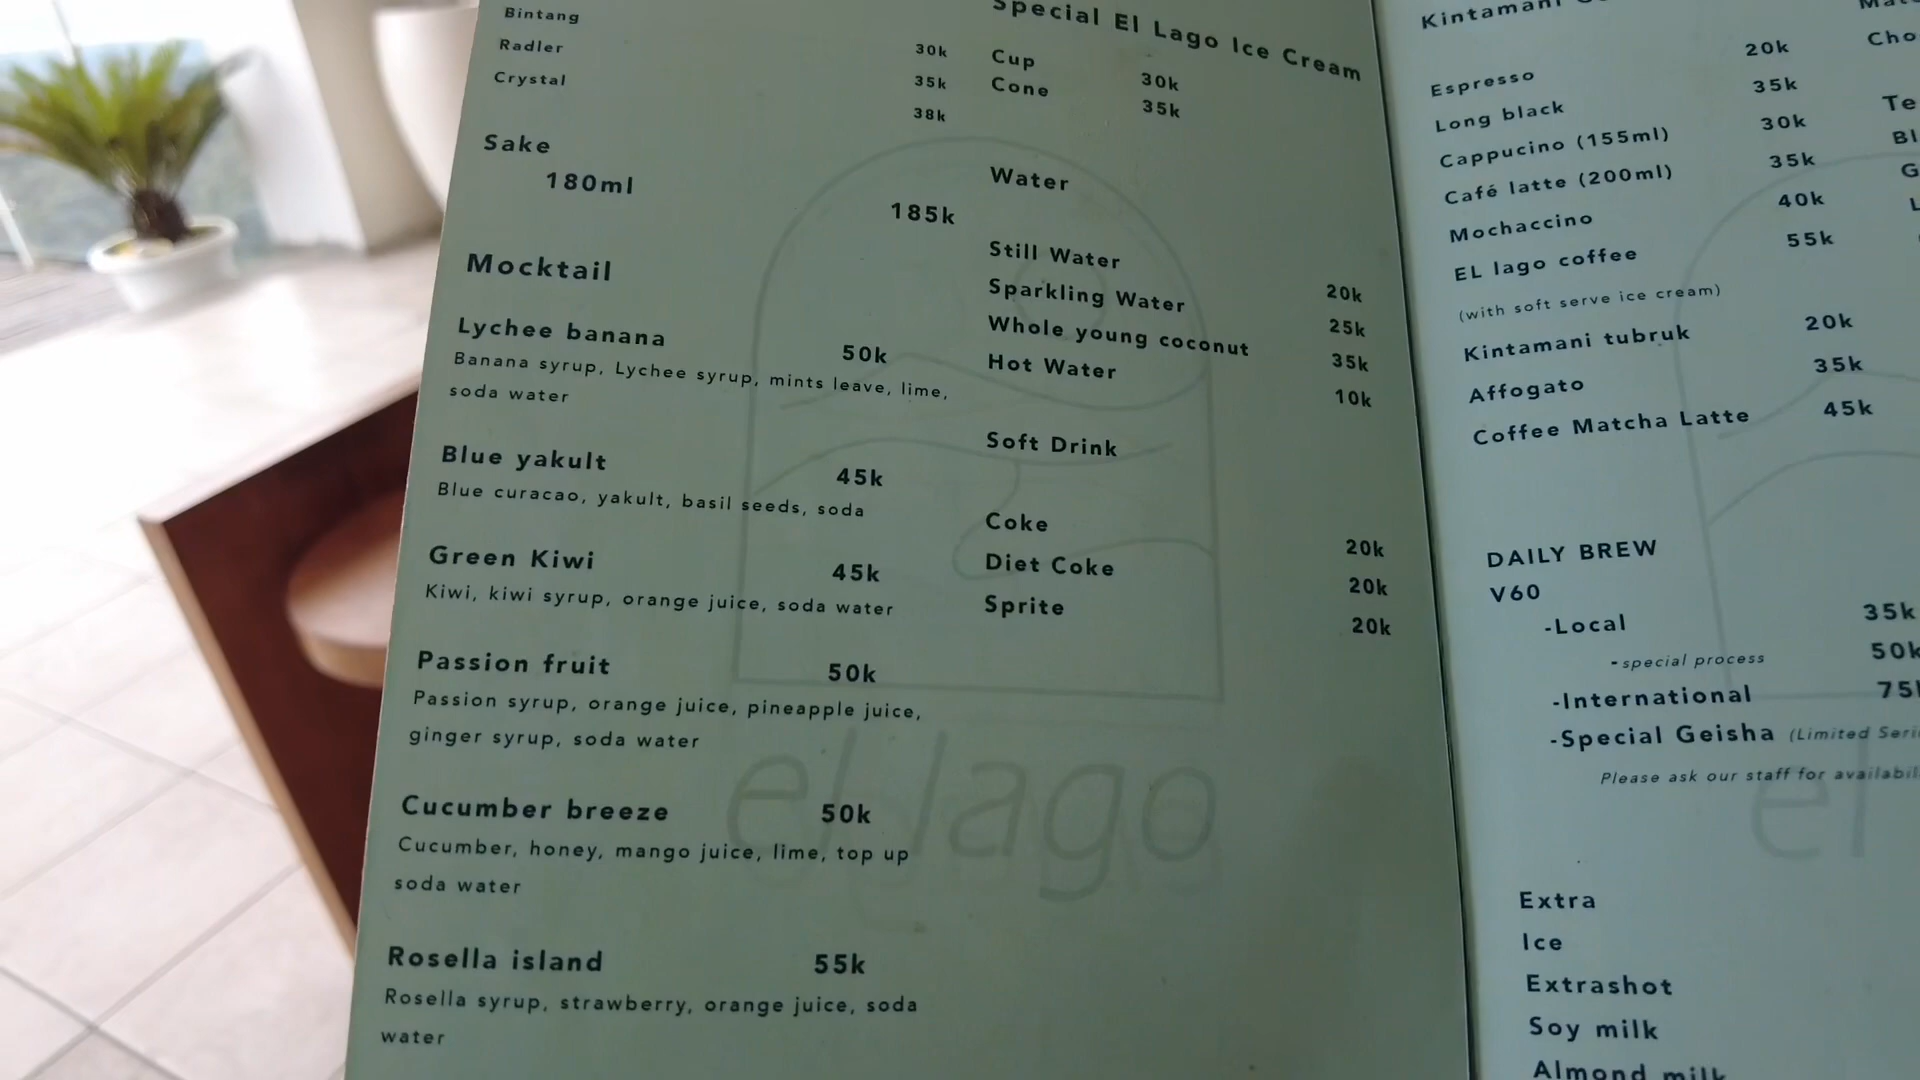 Bintang 30k
Radler 35k
Crystal 38k
Sake
180ml 185k
Mocktail
Lychee banana 50k
Banana syrup, Lychee syrup, mints leave, lime,
soda water
Blue yakult 45k
Blue curacao, yakult, basil seeds, soda
Green Kiwi 45k
Kiwi, kiwi syrup, orange juice, soda water
Passion fruit 50k
Passion syrup, orange juice, pineapple juice,
ginger syrup, soda water
Cucumber breeze 50k
Cucumber, honey, mango juice, lime, top up
soda water
Rosella island 55k
Rosella syrup, strawberry, orange juice, soda
water
Special El Lago Ice Cream
Cup 30k
Cone 35k
Water
Still Water 20k
Sparkling Water 25k
Whole young coconut 35k
Hot Water 10k
Soft Drink
Coke 20k
Diet Coke 20k
Sprite 20k
el lago
Kintamani
Espresso 20k
Long black 35k
Cappucino (155ml) 30k
Café latte (200ml) 35k
Mochaccino 40k
EL lago coffee 55k
(with soft serve ice cream)
Kintamani tubruk 20k
Affogato 35k
Coffee Matcha Latte 45k
DAILY BREW
V60
-Local 35k
-special process 50k
-International 75k
-Special Geisha (Limited Seri
Please ask our staff for availabil
el l
Extra
Ice
Extrashot
Soy milk
Almond milk
Cho
Te
Bl
G
L